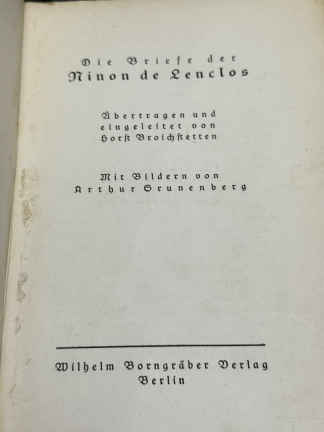 Die Briefe der
Ninon de Lenclos
Übertragen und
eingeleitet von
Horst Broichstetten
Mit Bildern von
Arthur Grunenberg
Wilhelm Borngräber Verlag
Berlin